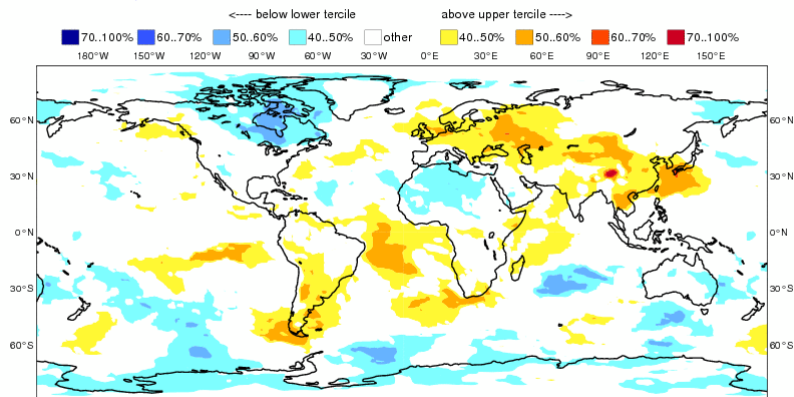 <---- below lower tercile above upper tercile ---->
70..100% 60..70% 50..60% 40..50% other 40..50% 50..60% 60..70% 70..100%
180°W 150°W 120°W 90°W 60°W 30°W 0°E 30°E 60°E 90°E 120°E 150°E
60°N 60°N
30°N 30°N
0°N 0°N
30°S 30°S
60°S 60°S